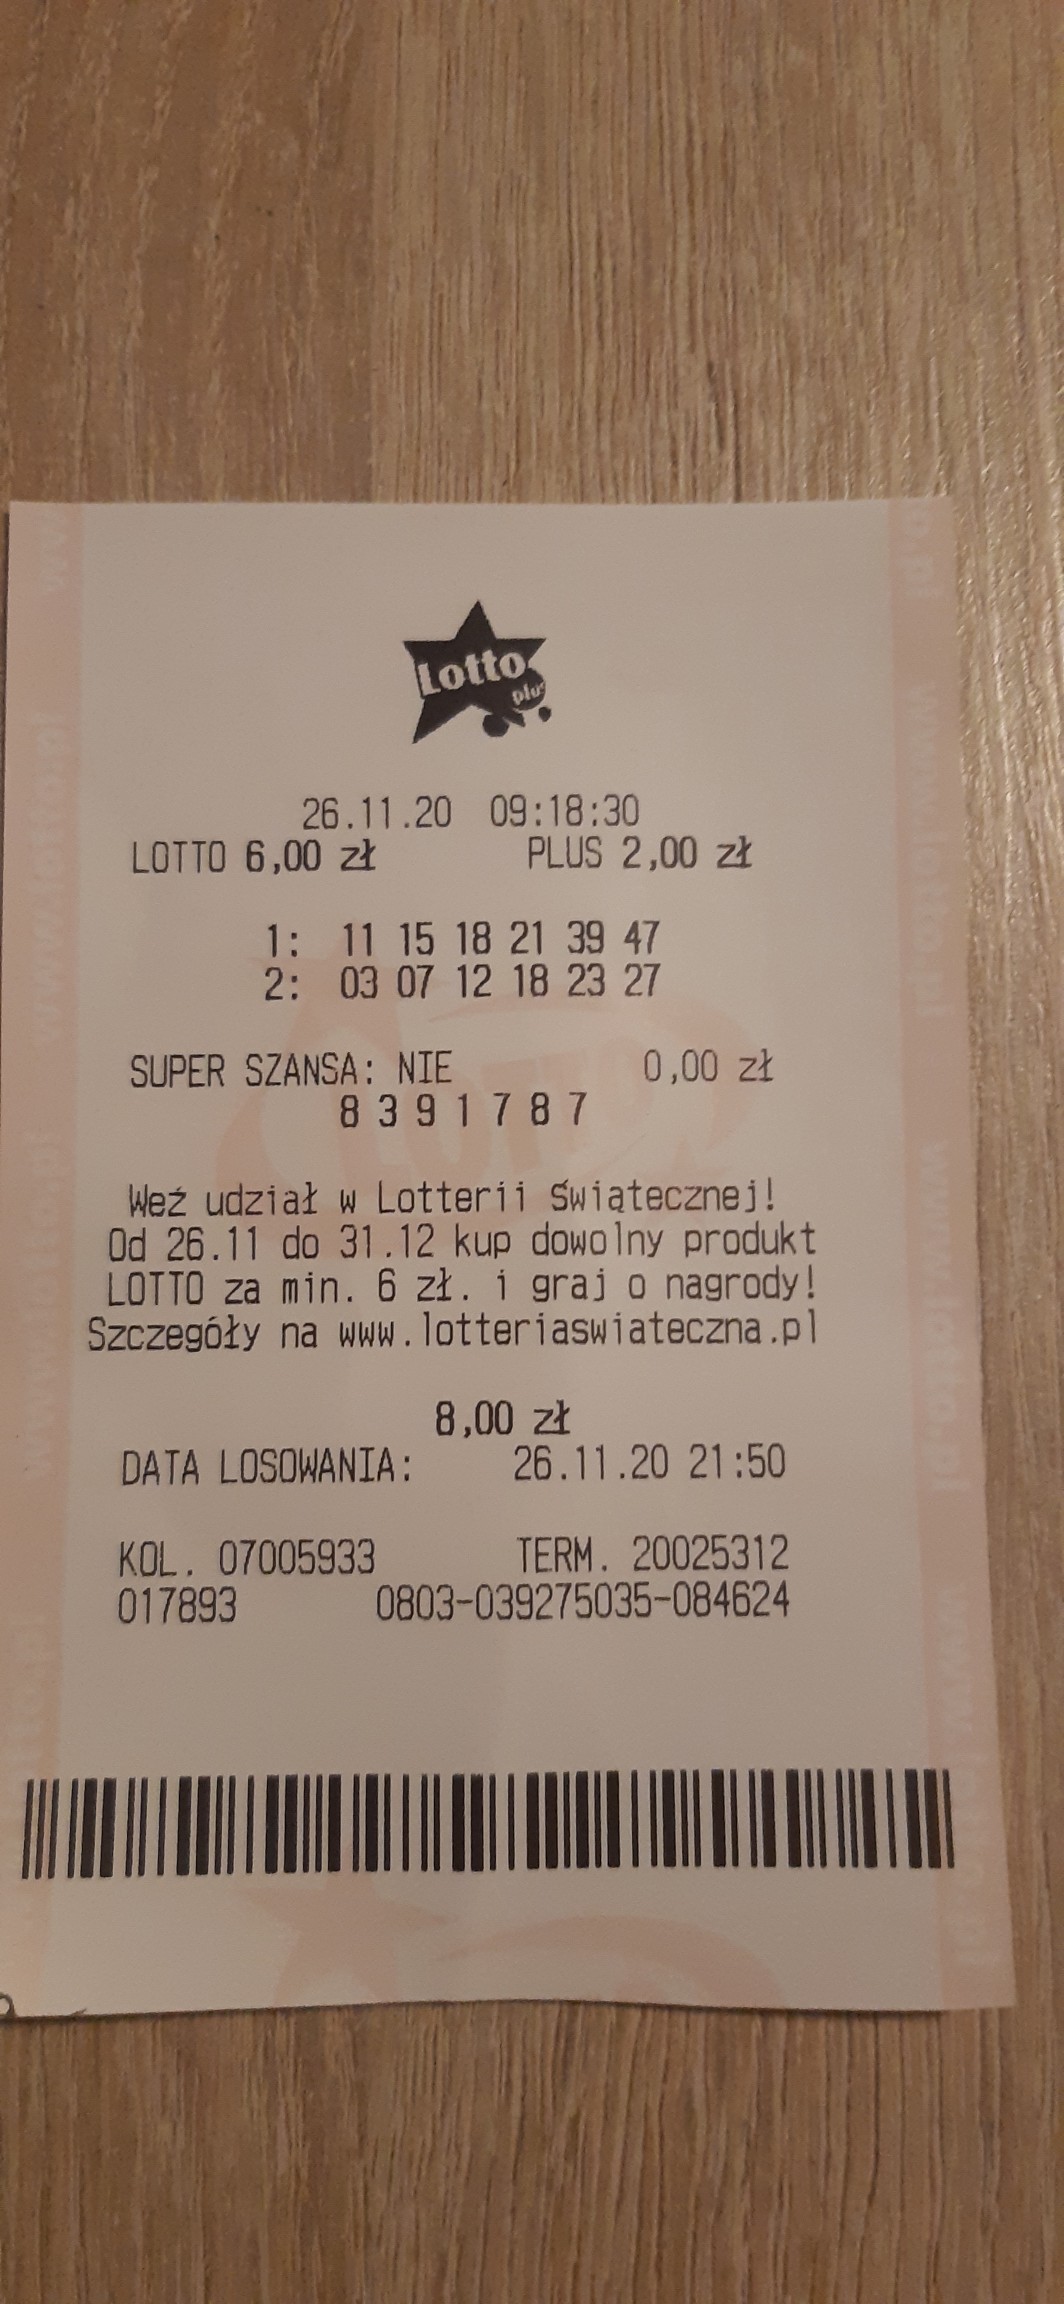 Lotto
plus
26.11.20 09:18:30
LOTTO 6,00 zł PLUS 2,00 zł
1: 11 15 18 21 39 47
2: 03 07 12 18 23 27
SUPER SZANSA: NIE 0,00 zł
8 3 9 1 7 8 7
Weź udział w Lotterii Świątecznej!
Od 26.11 do 31.12 kup dowolny produkt
LOTTO za min. 6 zł. i graj o nagrody!
Szczegóły na www.lotteriaswiateczna.pl
8,00 zł
DATA LOSOWANIA: 26.11.20 21:50
KOL. 07005933 TERM. 20025312
017893 0803-039275035-084624